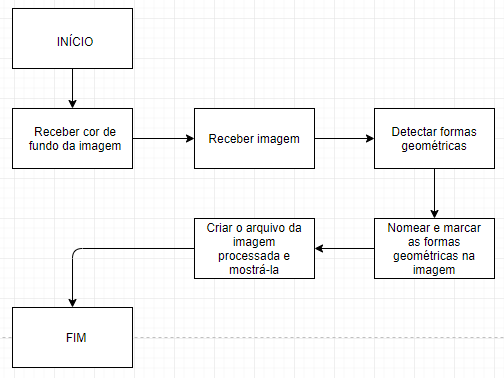 INÍCIO
Receber cor de
fundo da imagem
Receber imagem
Detectar formas
geométricas
Nomear e marcar
as formas
geométricas na
imagem
Criar o arquivo da
imagem
processada e
mostrá-la
FIM